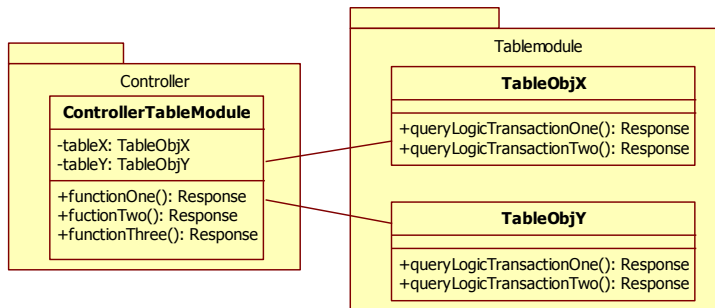 Controller
ControllerTableModule
-tableX: TableObjX
-tableY: TableObjY
+functionOne(): Response
+fuctionTwo(): Response
+functionThree(): Response
Tablemodule
TableObjX
+queryLogicTransactionOne(): Response
+queryLogicTransactionTwo(): Response
TableObjY
+queryLogicTransactionOne(): Response
+queryLogicTransactionTwo(): Response